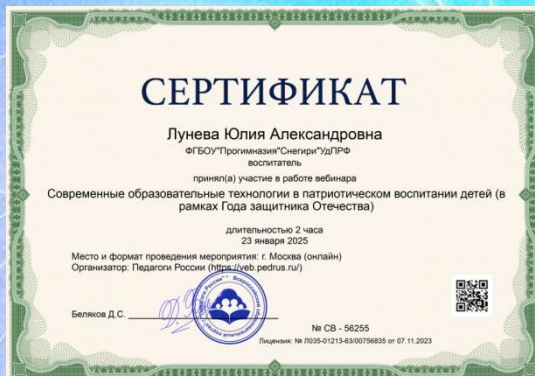 СЕРТИФИКАТ
Лунева Юлия Александровна
ФГБОУ"Прогимназия"Снегири"УдПРФ
воспитатель
принял(а) участие в работе вебинара
Современные образовательные технологии в патриотическом воспитании детей (в
рамках Года защитника Отечества)
длительностью 2 часа
23 января 2025
Место и формат проведения мероприятия: г. Москва (онлайн)
Организатор: Педагоги России (https://veb.pedrus.ru/)
Беляков Д.С.
№ СВ - 56255
Лицензия: № Л035-01213-63/00756835 от 07.11.2023